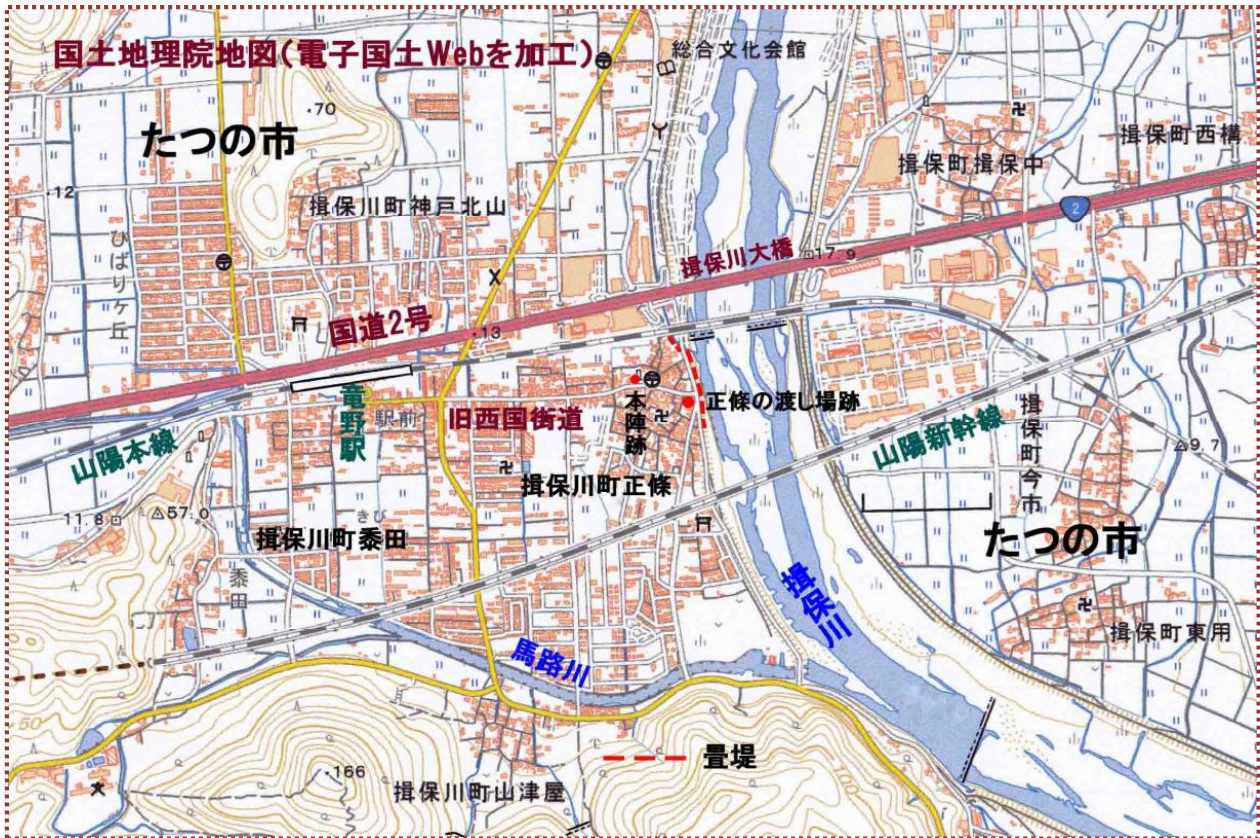 国土地理院地図(電子国土Webを加工)
総合文化会館
・70
たつの市
揖保町西構
揖保町揖保中
・12
揖保川町神戸北山
2
ひばりヶ丘
揖保川大橋
17.9
国道2号
・13
竜野駅
駅前
旧西国街道
本陣跡
正條の渡し場跡
山陽本線
山陽新幹線
揖保町今市
9.7
揖保川町正條
11.8
57.0
きび
揖保川町黍田
たつの市
黍田
揖保川
揖保町東用
馬路川
50
畳堤
100
・166
揖保川町山津屋